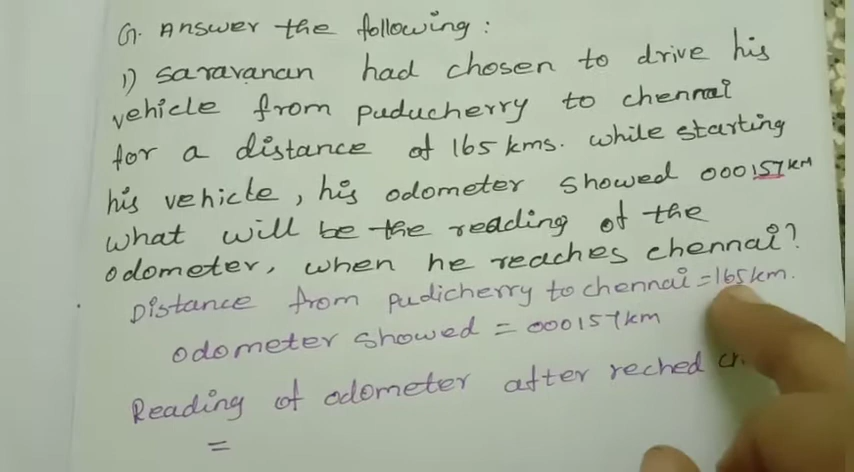 G. Answer the following :
1) saravanan had chosen to drive his
vehicle from puducherry to chennai
for a distance of 165 kms. while starting
his vehicle, his odometer showed 000157KM
what will be the reading of the
odometer, when he reaches chennai?
Distance from pudicherry to chennai = 165 km.
odometer showed = 000157km
Reading of odometer after reched
=